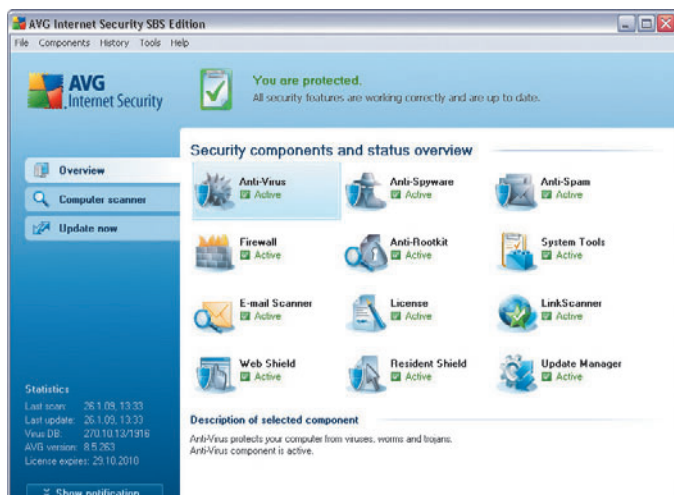 AVG Internet Security SBS Edition
File Components History Tools Help
AVG
Internet Security
You are protected.
All security features are working correctly and are up to date.
Security components and status overview
Overview
Computer scanner
Update now
Anti-Virus
Active
Anti-Spyware
Active
Anti-Spam
Active
Firewall
Active
Anti-Rootkit
Active
System Tools
Active
E-mail Scanner
Active
License
Active
LinkScanner
Active
Web Shield
Active
Resident Shield
Active
Update Manager
Active
Statistics
Last scan: 26.1.09, 13:33
Last update: 26.1.09, 13:33
Virus DB: 270.10.13/1916
AVG version: 8.5.263
License expires: 29.10.2010
Description of selected component
Anti-Virus protects your computer from viruses, worms and trojans.
Anti-Virus component is active.
Show notification